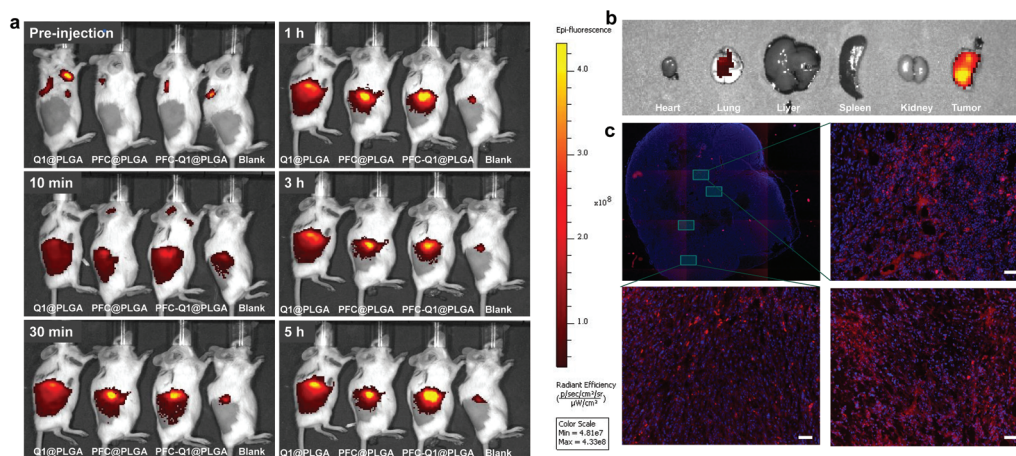 a
Pre-injection
Q1@PLGA PFC@PLGA PFC-Q1@PLGA Blank
1 h
Q1@PLGA PFC@PLGA PFC-Q1@PLGA Blank
10 min
Q1@PLGA PFC@PLGA PFC-Q1@PLGA Blank
3 h
Q1@PLGA PFC@PLGA PFC-Q1@PLGA Blank
30 min
Q1@PLGA PFC@PLGA PFC-Q1@PLGA Blank
5 h
Q1@PLGA PFC@PLGA PFC-Q1@PLGA Blank
Epi-fluorescence
4.0
3.0
x10⁸
2.0
1.0
Radiant Efficiency
(p/sec/cm²/sr
µW/cm²)
Color Scale
Min = 4.81e7
Max = 4.33e8
b
Heart Lung Liver Spleen Kidney Tumor
c